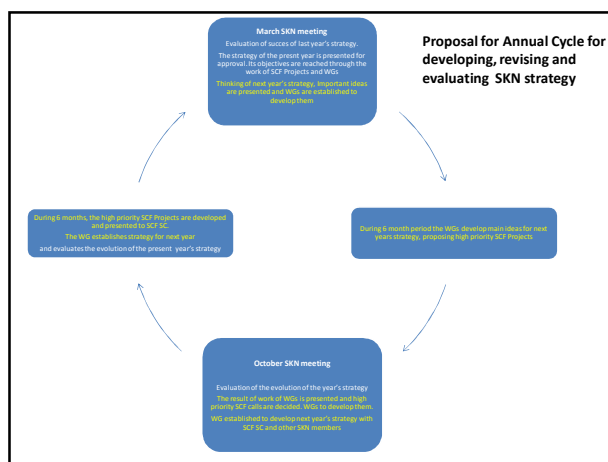 March SKN meeting
Evaluation of succes of last year's strategy.
The strategy of the presnt year is presented for
approval. Its objectives are reached through the
work of SCF Projects and WGs
Thinking of next year's strategy, Important ideas
are presented and WGs are established to
develop them
Proposal for Annual Cycle for
developing, revising and
evaluating SKN strategy
During 6 months, the high priority SCF Projects are developed
and presented to SCF SC.
The WG establishes strategy for next year
and evaluates the evolution of the present year's strategy
During 6 month period the WGs develop main ideas for next
years strategy, proposing high priority SCF Projects
October SKN meeting
Evaluation of the evolution of the year's strategy
The result of work of WGs is presented and high
priority SCF calls are decided. WGs to develop them.
WG established to develop next year's strategy with
SCF SC and other SKN members